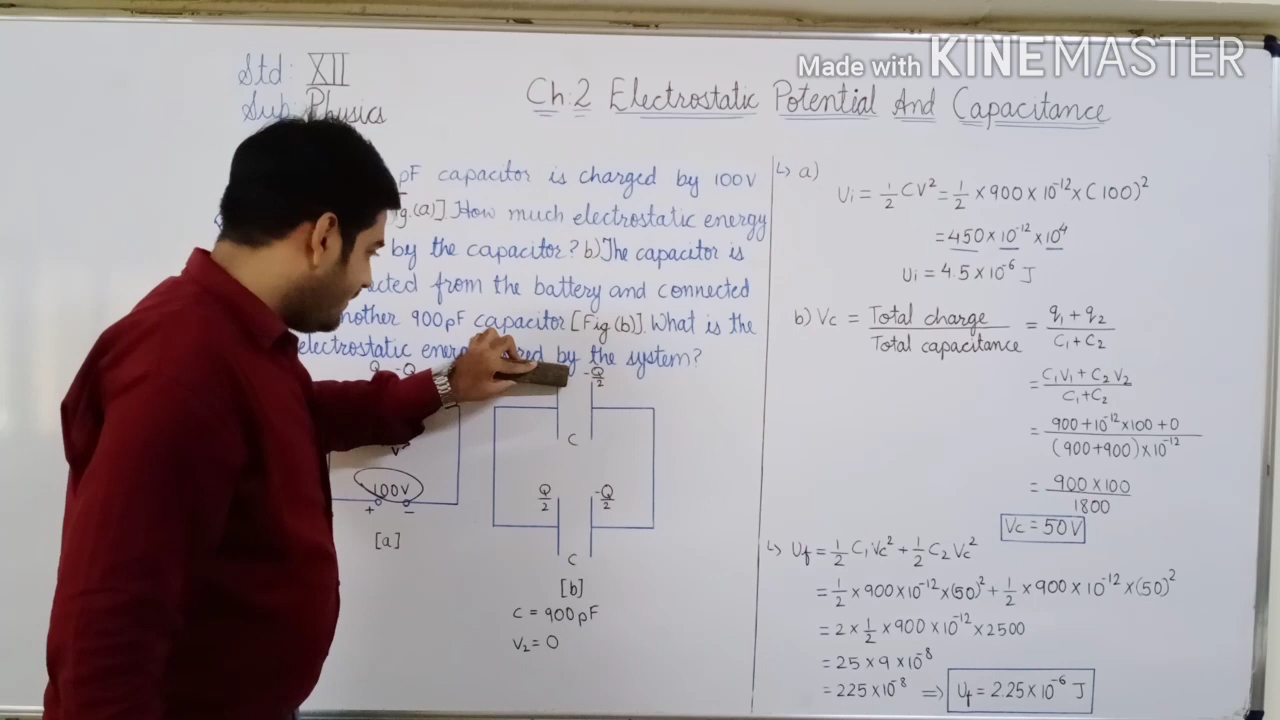 Made with KINEMASTER
Std: XII
Sub: Physics
Ch:2 Electrostatic Potential And Capacitance
pF capacitor is charged by 100V
Fig.(a)]. How much electrostatic energy
by the capacitor? b) The capacitor is
from the battery and connected
900pF capacitor [Fig(b)]. What is the
electrostatic by the system?
Q -Q
V
100V
+ -
[a]
-Q/2
C
Q/2 -Q/2
C
[b]
C = 900pF
V₂ = 0
↳ a)
Ui = 1/2 CV² = 1/2 × 900 × 10⁻¹² × (100)²
= 450 × 10⁻¹² × 10⁴
Ui = 4.5 × 10⁻⁶ J
b) Vc = Total charge / Total capacitance = q₁ + q₂ / C₁ + C₂
= C₁V₁ + C₂V₂ / C₁ + C₂
= 900 + 10⁻¹² × 100 + 0 / (900 + 900) × 10⁻¹²
= 900 × 100 / 1800
Vc = 50V
↳ Uf = 1/2 C₁Vc² + 1/2 C₂Vc²
= 1/2 × 900 × 10⁻¹² × (50)² + 1/2 × 900 × 10⁻¹² × (50)²
= 2 × 1/2 × 900 × 10⁻¹² × 2500
= 25 × 9 × 10⁻⁸
= 225 × 10⁻⁸ ⇒ Uf = 2.25 × 10⁻⁶ J